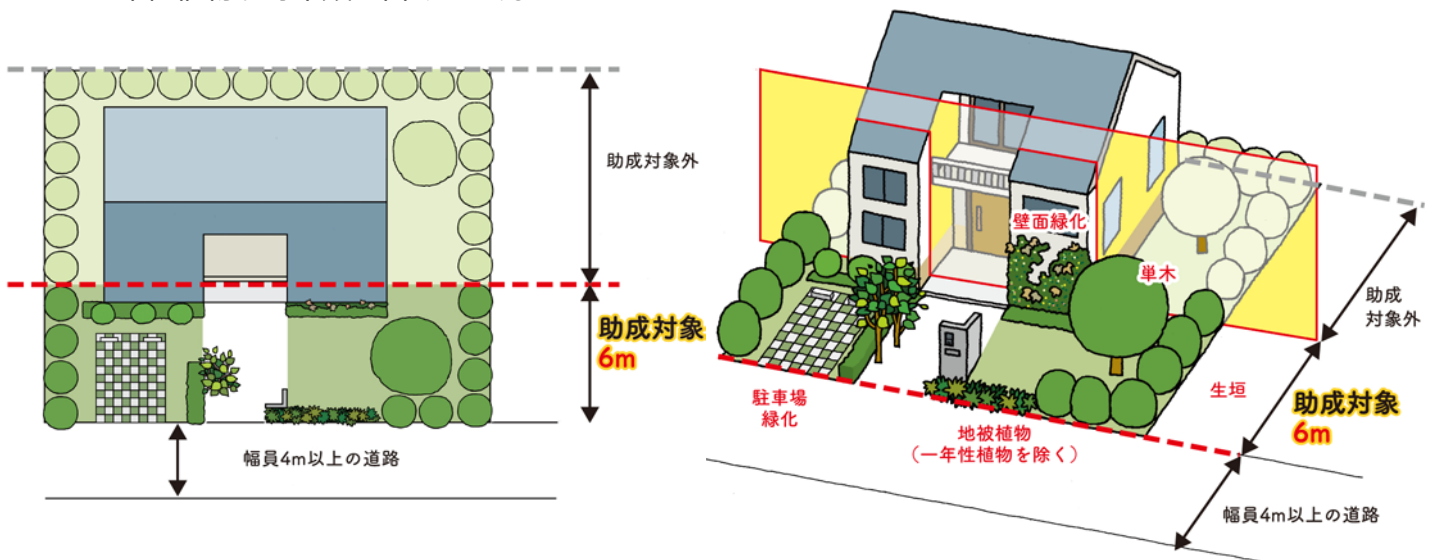 助成対象外
助成対象
6m
幅員4m以上の道路
壁面緑化
単木
助成
対象外
生垣
助成対象
6m
駐車場
緑化
地被植物
（一年性植物を除く）
幅員4m以上の道路